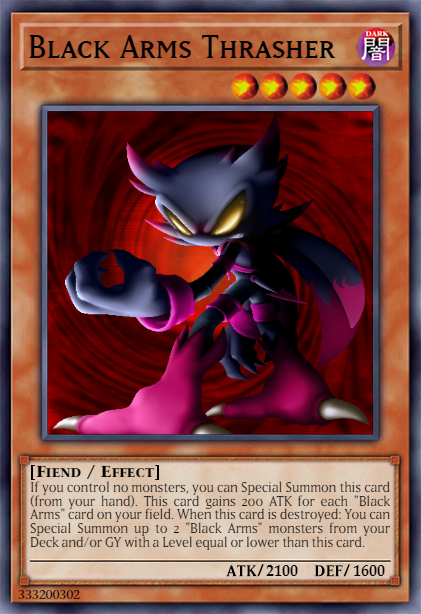 Black Arms Thrasher
DARK
闇
[Fiend / Effect]
If you control no monsters, you can Special Summon this card
(from your hand). This card gains 200 ATK for each "Black
Arms" card on your field. When this card is destroyed: You can
Special Summon up to 2 "Black Arms" monsters from your
Deck and/or GY with a Level equal or lower than this card.
ATK/2100 DEF/1600
333200302